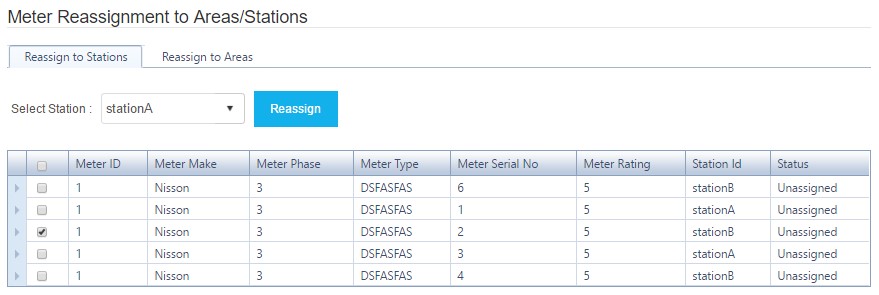 Meter Reassignment to Areas/Stations
Reassign to Stations Reassign to Areas
Select Station : stationA Reassign
Meter ID Meter Make Meter Phase Meter Type Meter Serial No Meter Rating Station Id Status
1 Nisson 3 DSFASFAS 6 5 stationB Unassigned
1 Nisson 3 DSFASFAS 1 5 stationA Unassigned
1 Nisson 3 DSFASFAS 2 5 stationB Unassigned
1 Nisson 3 DSFASFAS 3 5 stationA Unassigned
1 Nisson 3 DSFASFAS 4 5 stationB Unassigned